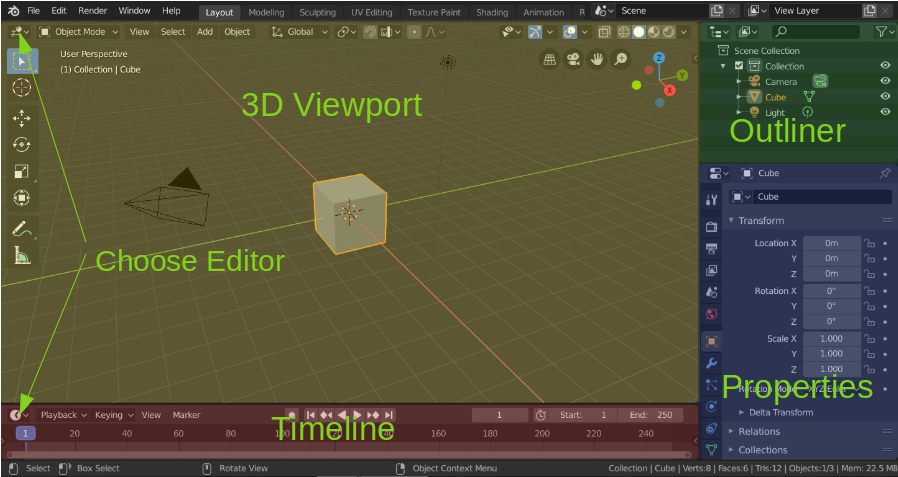 File Edit Render Window Help Layout Modeling Sculpting UV Editing Texture Paint Shading Animation R Scene View Layer
Object Mode View Select Add Object Global
User Perspective
(1) Collection | Cube
Z
Y
X
3D Viewport
Choose Editor
Scene Collection
Collection
Camera
Cube
Light
Outliner
Cube
Cube
Transform
Location X 0m
Y 0m
Z 0m
Rotation X 0°
Y 0°
Z 0°
Scale X 1.000
Y 1.000
Z 1.000
Properties
Delta Transform
Relations
Collections
Playback Keying View Marker 1 Start: 1 End: 250
Timeline
1 20 40 60 80 100 120 140 160 180 200 220 240
Select Box Select Rotate View Object Context Menu Collection | Cube | Verts:8 | Faces:6 | Tris:12 | Objects:1/3 | Mem: 22.5 MB